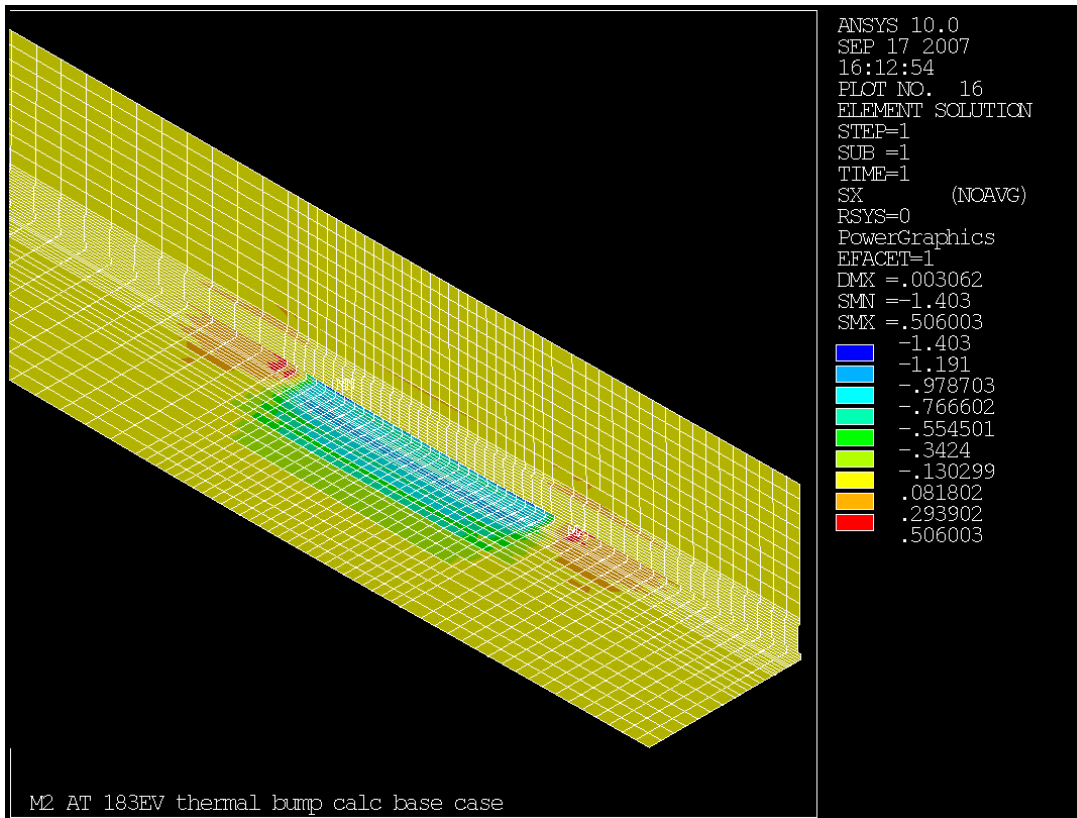 ANSYS 10.0
SEP 17 2007
16:12:54
PLOT NO. 16
ELEMENT SOLUTION
STEP=1
SUB =1
TIME=1
SX (NOAVG)
RSYS=0
PowerGraphics
EFACET=1
DMX =.003062
SMN =-1.403
SMX =.506003
-1.403
-1.191
-.978703
-.766602
-.554501
-.3424
-.130299
.081802
.293902
.506003
M2 AT 183EV thermal bump calc base case